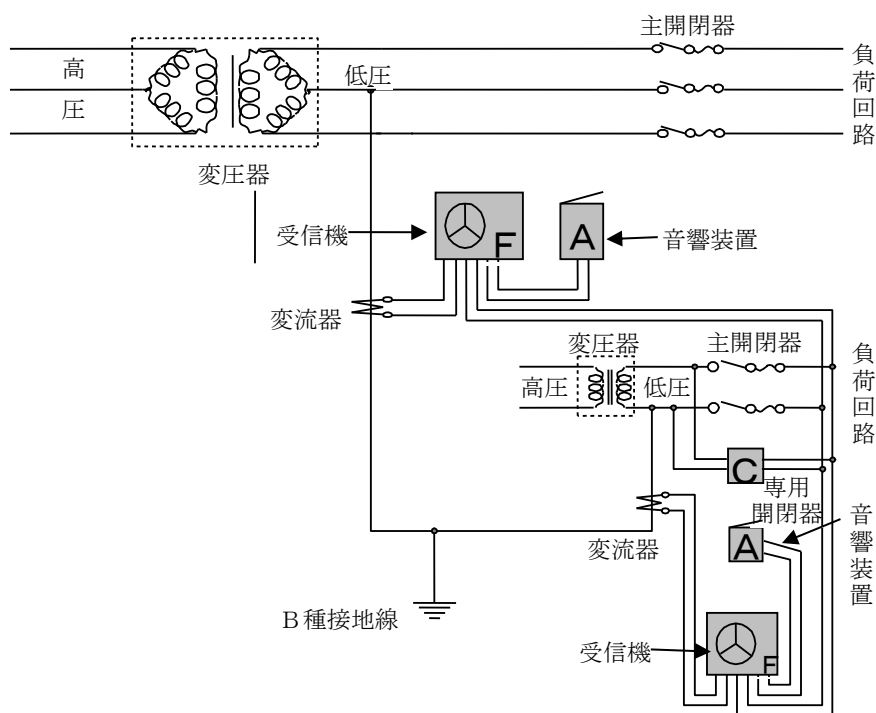 主開閉器
高圧
低圧
負荷回路
変圧器
受信機
F
A
音響装置
変流器
変圧器
主開閉器
高圧
低圧
負荷回路
C
専用
開閉器
A
音響装置
変流器
B種接地線
受信機
F